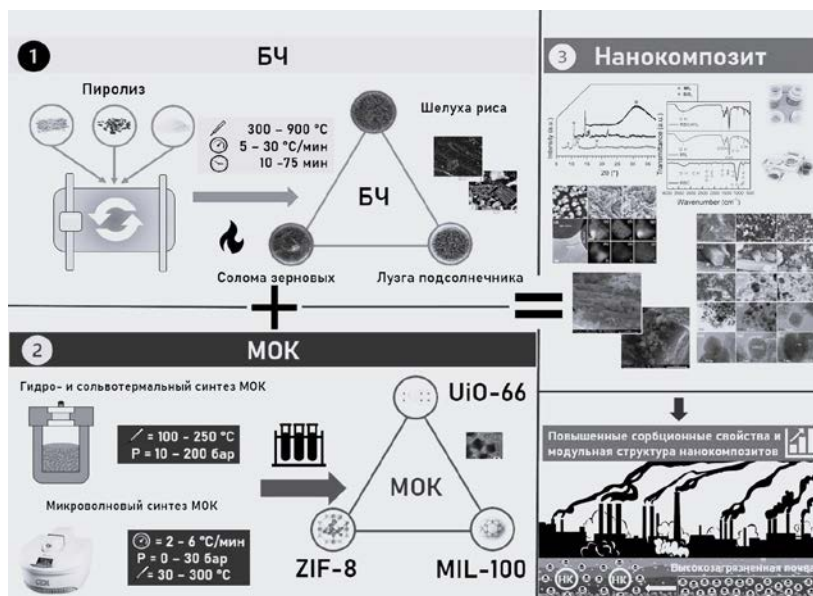 1
БЧ
Пиролиз
300 – 900 °C
5 – 30 °C/мин
10 –75 мин
Шелуха риса
БЧ
Солома зерновых
Лузга подсолнечника
+
=
2
МОК
Гидро- и сольвотермальный синтез МОК
= 100 – 250 °C
P = 10 – 200 бар
Микроволновый синтез МОК
= 2 – 6 °C/мин
P = 0 – 30 бар
= 30 – 300 °C
UiO-66
МОК
ZIF-8
MIL-100
3 Нанокомпозит
Intensity (a.u.)
2Θ (°)
Transmittance (a.u.)
Wavenumber (cm⁻¹)
Повышенные сорбционные свойства и
модульная структура нанокомпозитов
Высокозагрязненная почва
НК
НК